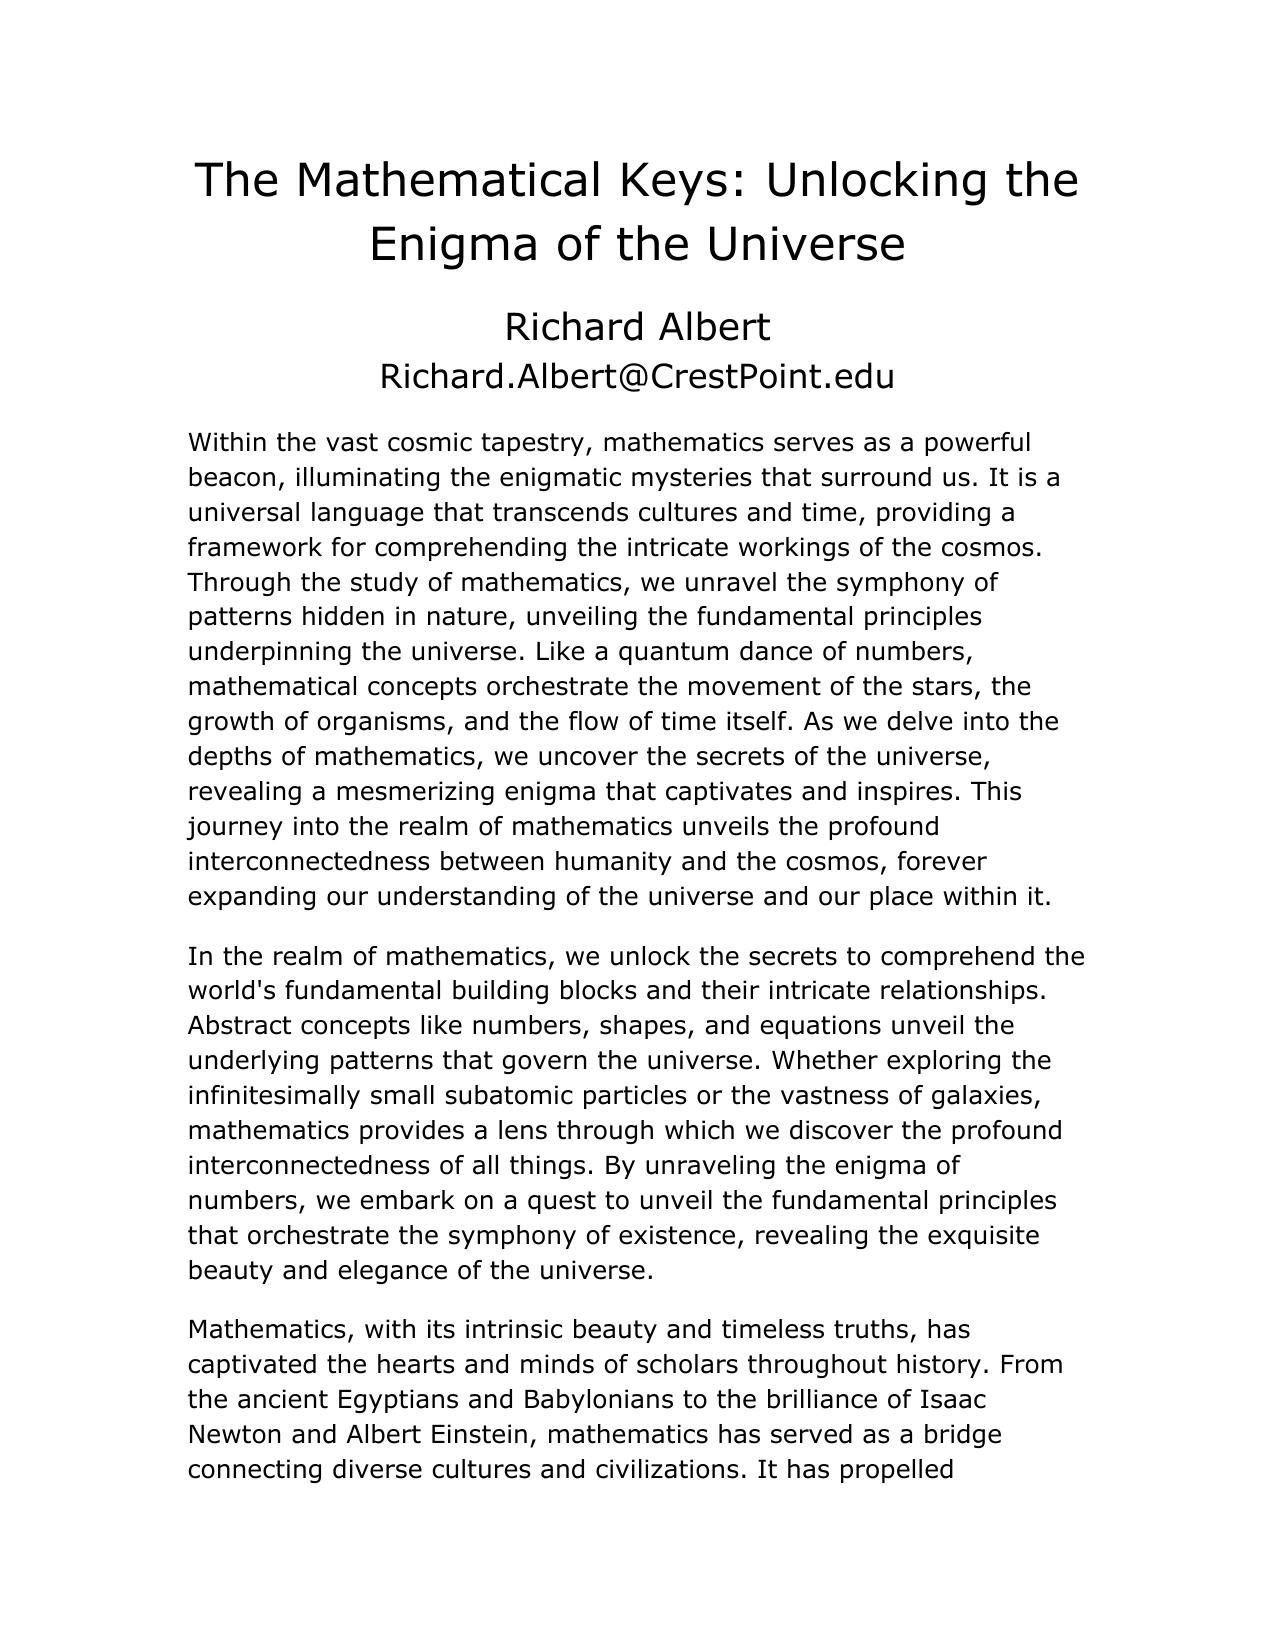 The Mathematical Keys: Unlocking the
Enigma of the Universe
Richard Albert
Richard.Albert@CrestPoint.edu
Within the vast cosmic tapestry, mathematics serves as a powerful
beacon, illuminating the enigmatic mysteries that surround us. It is a
universal language that transcends cultures and time, providing a
framework for comprehending the intricate workings of the cosmos.
Through the study of mathematics, we unravel the symphony of
patterns hidden in nature, unveiling the fundamental principles
underpinning the universe. Like a quantum dance of numbers,
mathematical concepts orchestrate the movement of the stars, the
growth of organisms, and the flow of time itself. As we delve into the
depths of mathematics, we uncover the secrets of the universe,
revealing a mesmerizing enigma that captivates and inspires. This
journey into the realm of mathematics unveils the profound
interconnectedness between humanity and the cosmos, forever
expanding our understanding of the universe and our place within it.
In the realm of mathematics, we unlock the secrets to comprehend the
world's fundamental building blocks and their intricate relationships.
Abstract concepts like numbers, shapes, and equations unveil the
underlying patterns that govern the universe. Whether exploring the
infinitesimally small subatomic particles or the vastness of galaxies,
mathematics provides a lens through which we discover the profound
interconnectedness of all things. By unraveling the enigma of
numbers, we embark on a quest to unveil the fundamental principles
that orchestrate the symphony of existence, revealing the exquisite
beauty and elegance of the universe.
Mathematics, with its intrinsic beauty and timeless truths, has
captivated the hearts and minds of scholars throughout history. From
the ancient Egyptians and Babylonians to the brilliance of Isaac
Newton and Albert Einstein, mathematics has served as a bridge
connecting diverse cultures and civilizations. It has propelled